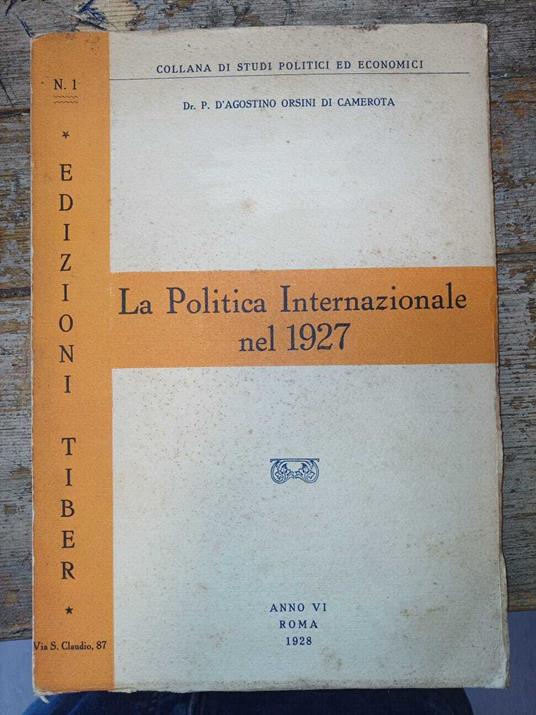 COLLANA DI STUDI POLITICI ED ECONOMICI
N. 1
Dr. P. D'AGOSTINO ORSINI DI CAMEROTA
* EDIZIONI TIBER *
La Politica Internazionale
nel 1927
ANNO VI
ROMA
1928
Via S. Claudio, 87